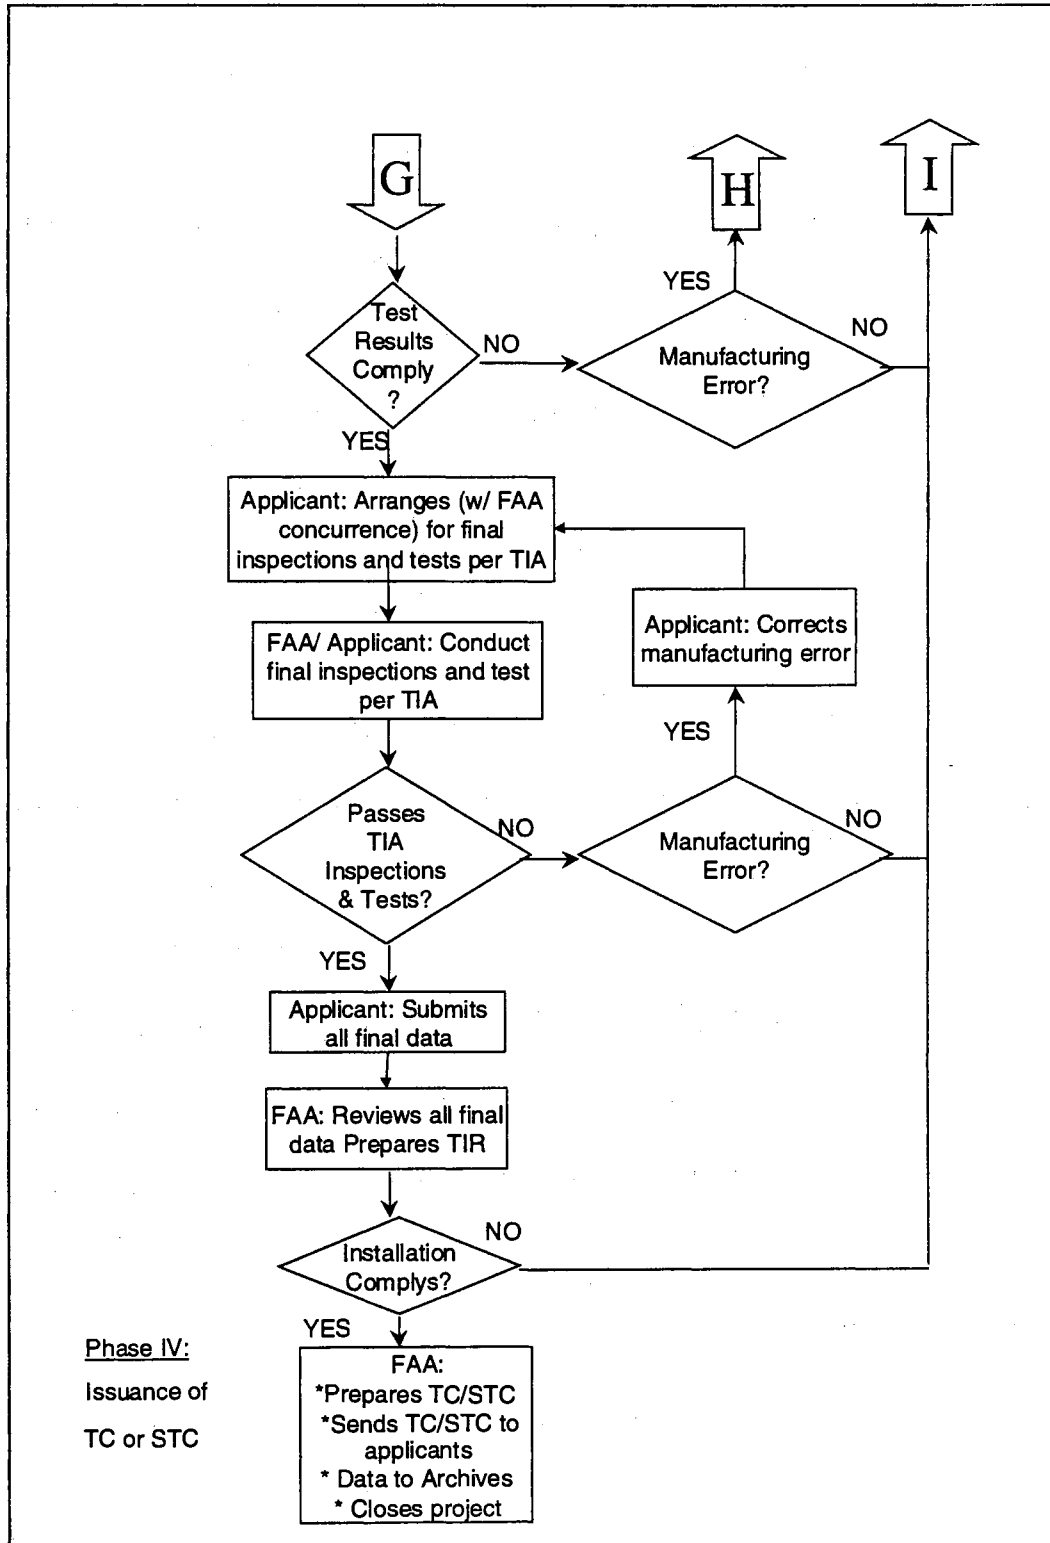 G
H
I
YES
Test
Results
Comply
?
NO
NO
Manufacturing
Error?
YES
Applicant: Arranges (w/ FAA
concurrence) for final
inspections and tests per TIA
Applicant: Corrects
manufacturing error
FAA/ Applicant: Conduct
final inspections and test
per TIA
YES
Passes
TIA
Inspections
& Tests?
NO
Manufacturing
Error?
NO
YES
Applicant: Submits
all final data
FAA: Reviews all final
data Prepares TIR
NO
Installation
Complys?
YES
Phase IV:
Issuance of
TC or STC
FAA:
*Prepares TC/STC
*Sends TC/STC to
applicants
* Data to Archives
* Closes project